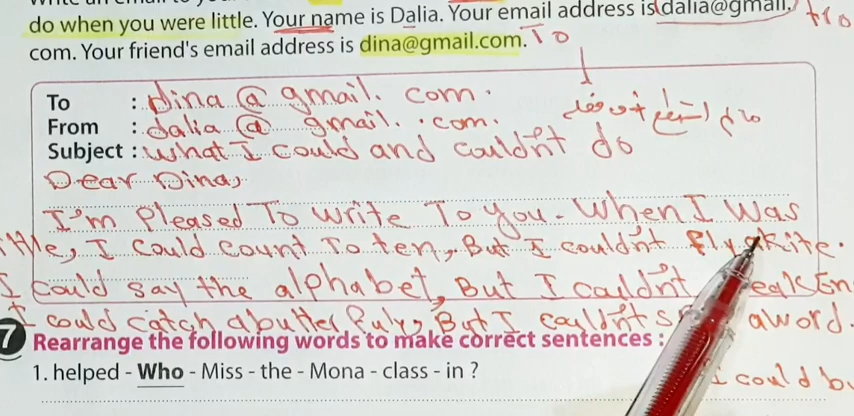 do when you were little. Your name is Dalia. Your email address is dalia@gmail.
com. Your friend's email address is dina@gmail.com. To
To : dina@gmail.com.
From : dalia@gmail.com.
Subject : What I could and couldn't do
Dear Dina,
I'm Pleased To write To you. When I was
I could count To ten, But I couldn't fly a kite.
I could say the alphabet, But I couldn't
I could catch a butterfly, But I couldn't a word.
7 Rearrange the following words to make correct sentences :
1. helped - Who - Miss - the - Mona - class - in ?
I could